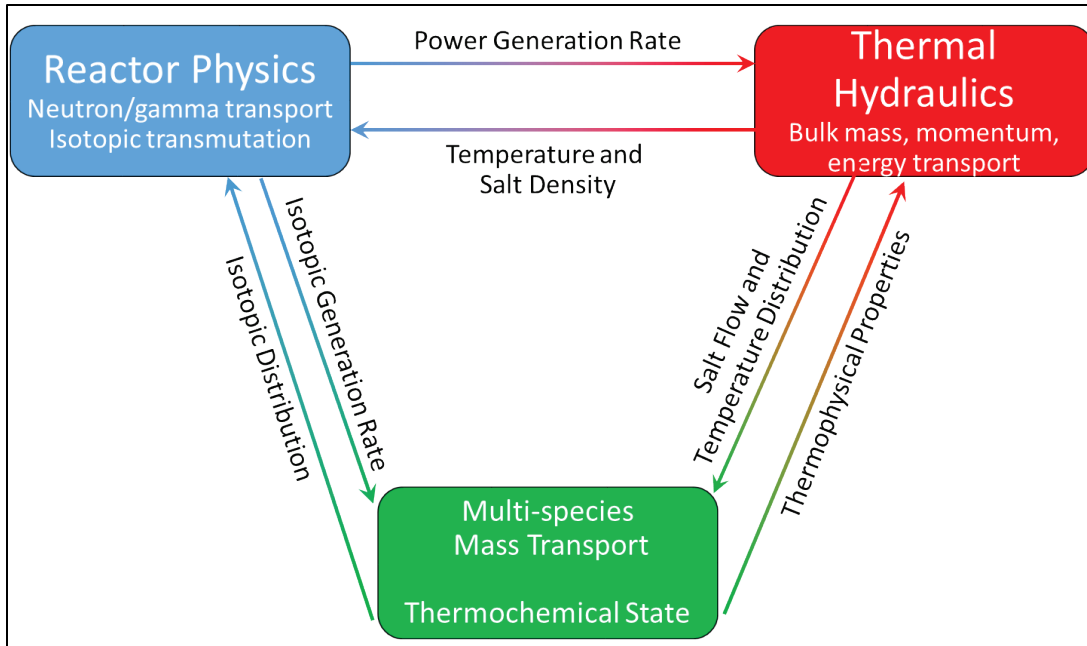 Power Generation Rate
Reactor Physics
Neutron/gamma transport
Isotopic transmutation
Thermal
Hydraulics
Bulk mass, momentum,
energy transport
Temperature and
Salt Density
Isotopic Generation Rate
Isotopic Distribution
Salt Flow and
Temperature Distribution
Thermophysical Properties
Multi-species
Mass Transport
Thermochemical State